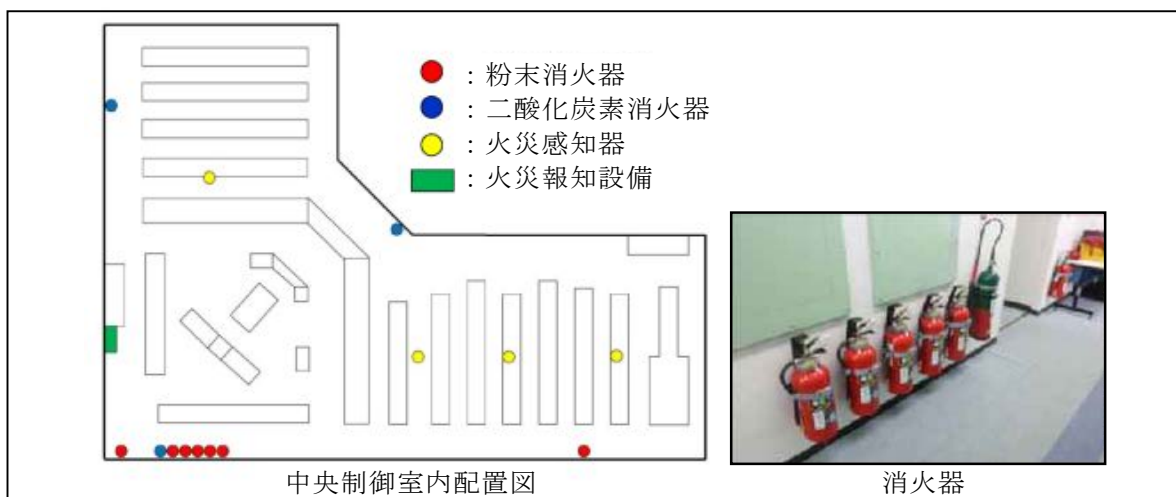 ：粉末消火器
：二酸化炭素消火器
：火災感知器
：火災報知設備
中央制御室内配置図
消火器